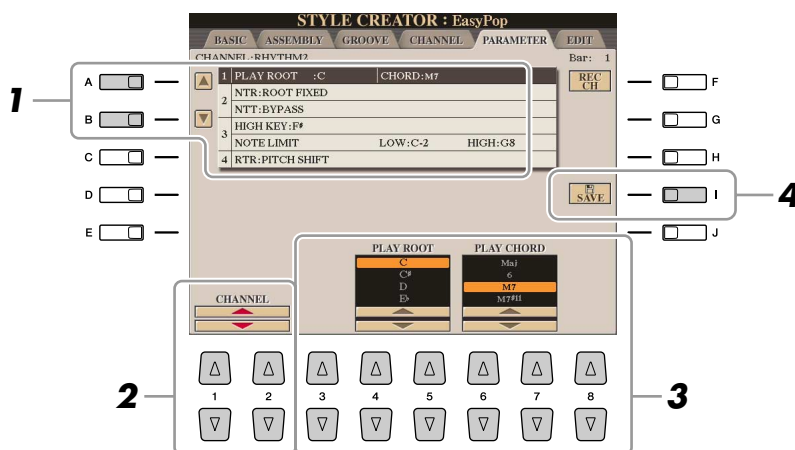 STYLE CREATOR : EasyPop
BASIC ASSEMBLY GROOVE CHANNEL PARAMETER EDIT
CHANNEL:RHYTHM2 Bar: 1
1 PLAY ROOT :C CHORD:M7
2 NTR:ROOT FIXED
NTT:BYPASS
3 HIGH KEY:F#
NOTE LIMIT LOW:C-2 HIGH:G8
4 RTR:PITCH SHIFT
REC
CH
SAVE
A
B
C
D
E
F
G
H
I
J
1
4
PLAY ROOT PLAY CHORD
C Maj
C# 6
D M7
E♭ M7#11
CHANNEL
2
1 2 3 4 5 6 7 8
3